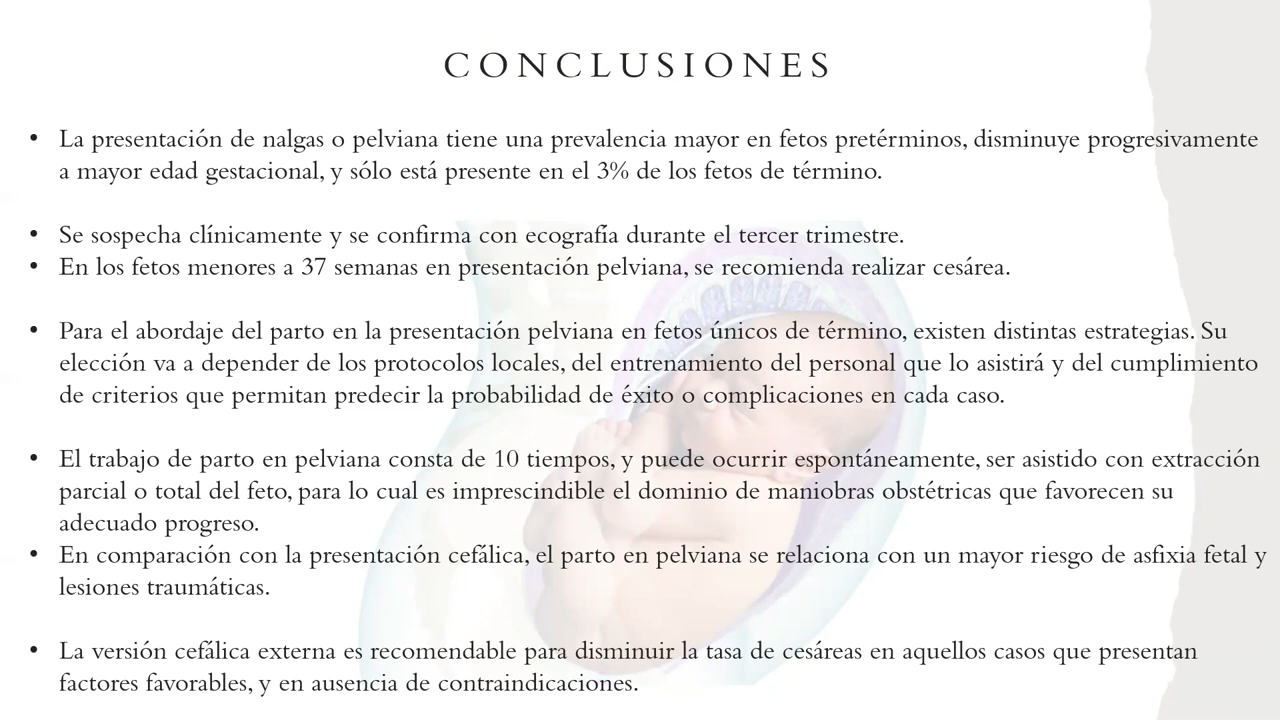 CONCLUSIONES
• La presentación de nalgas o pelviana tiene una prevalencia mayor en fetos pretérminos, disminuye progresivamente
a mayor edad gestacional, y sólo está presente en el 3% de los fetos de término.
• Se sospecha clínicamente y se confirma con ecografía durante el tercer trimestre.
• En los fetos menores a 37 semanas en presentación pelviana, se recomienda realizar cesárea.
• Para el abordaje del parto en la presentación pelviana en fetos únicos de término, existen distintas estrategias. Su
elección va a depender de los protocolos locales, del entrenamiento del personal que lo asistirá y del cumplimiento
de criterios que permitan predecir la probabilidad de éxito o complicaciones en cada caso.
• El trabajo de parto en pelviana consta de 10 tiempos, y puede ocurrir espontáneamente, ser asistido con extracción
parcial o total del feto, para lo cual es imprescindible el dominio de maniobras obstétricas que favorecen su
adecuado progreso.
• En comparación con la presentación cefálica, el parto en pelviana se relaciona con un mayor riesgo de asfixia fetal y
lesiones traumáticas.
• La versión cefálica externa es recomendable para disminuir la tasa de cesáreas en aquellos casos que presentan
factores favorables, y en ausencia de contraindicaciones.